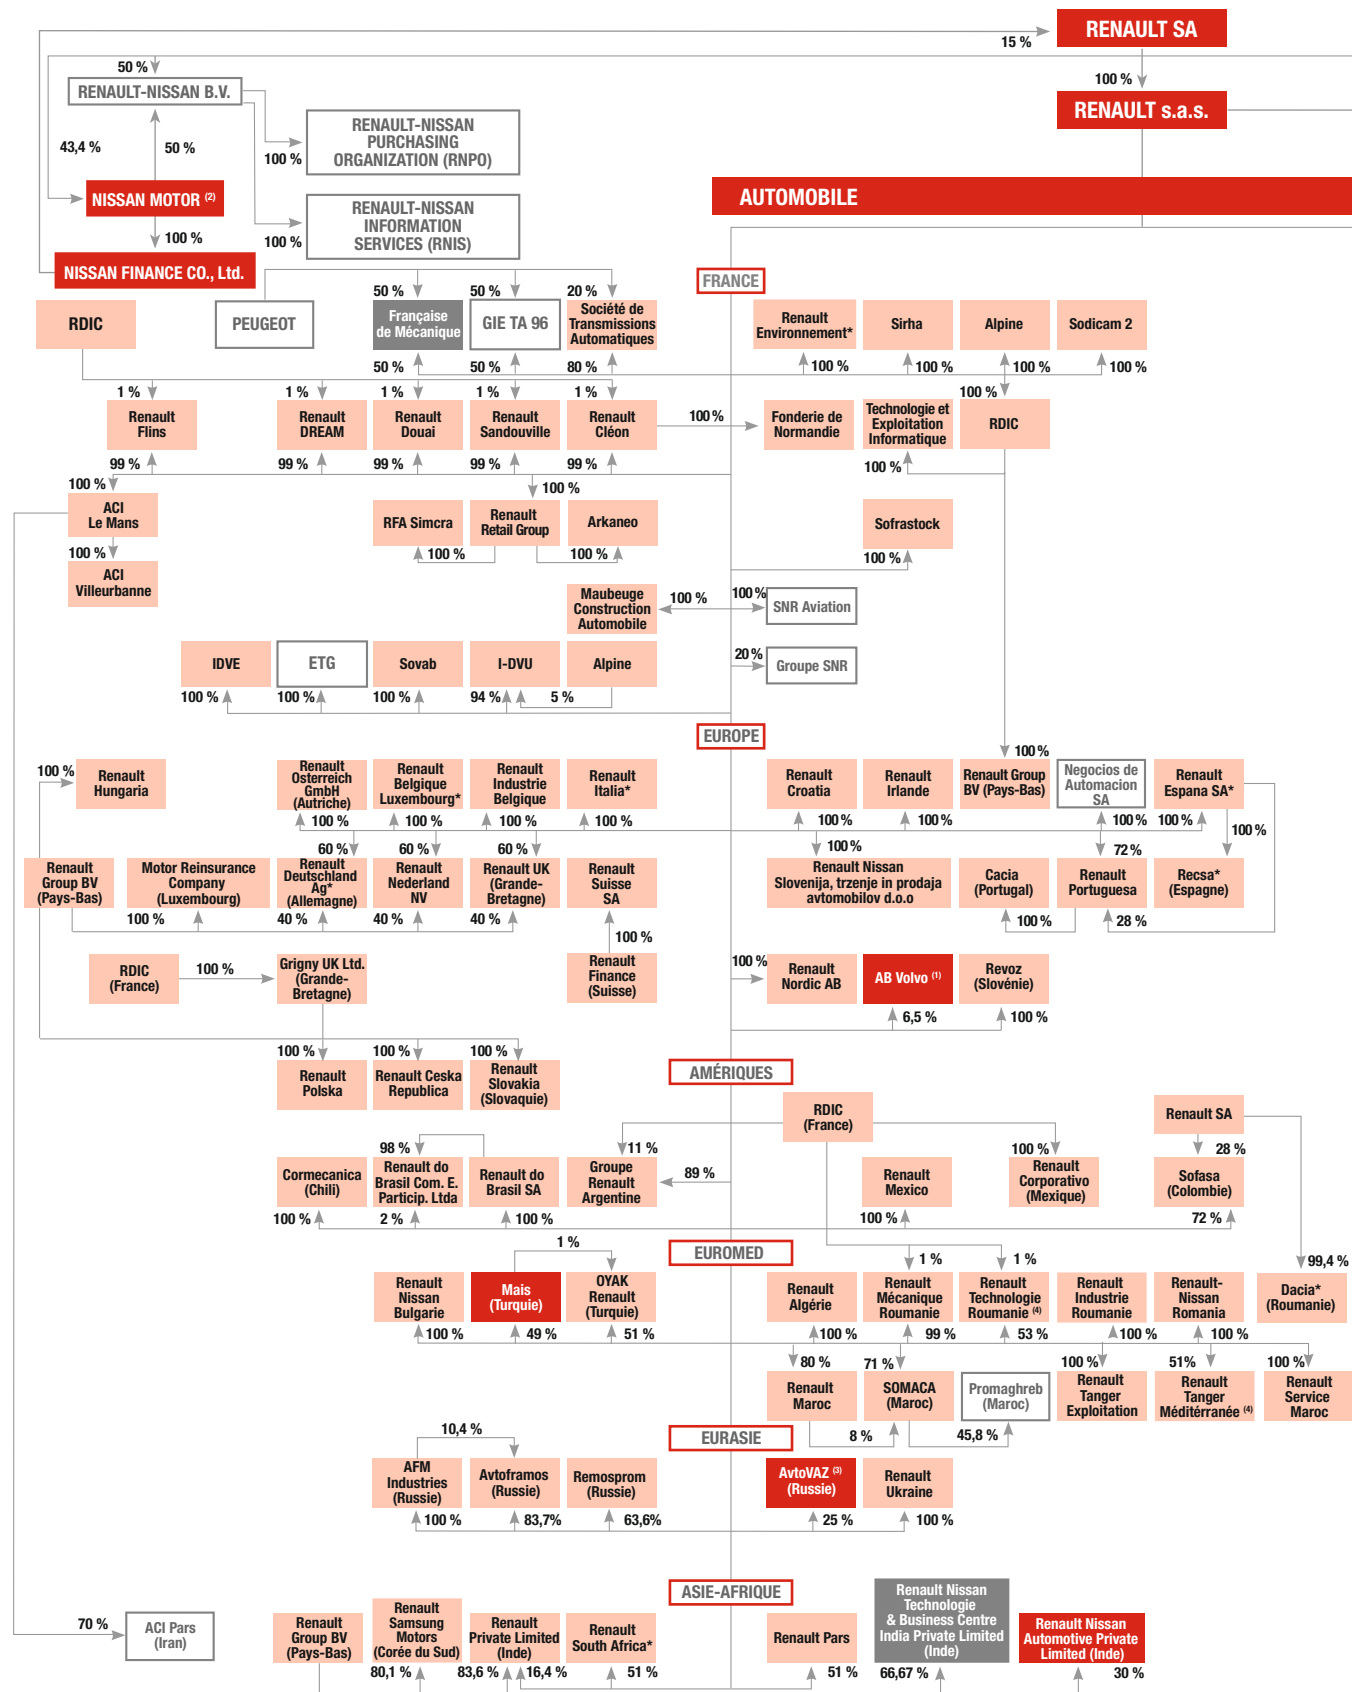 RENAULT SA
15 %
50 %
100 %
RENAULT-NISSAN B.V.
RENAULT s.a.s.
RENAULT-NISSAN
PURCHASING
ORGANIZATION (RNPO)
43,4 %
50 %
100 %
NISSAN MOTOR (2)
AUTOMOBILE
RENAULT-NISSAN
INFORMATION
SERVICES (RNIS)
100 %
100 %
NISSAN FINANCE CO., Ltd.
FRANCE
50 %
50 %
20 %
RDIC
PEUGEOT
Française
de Mécanique
GIE TA 96
Société de
Transmissions
Automatiques
Renault
Environnement*
Sirha
Alpine
Sodicam 2
50 %
50 %
80 %
100 %
100 %
100 %
100 %
1 %
1 %
1 %
1 %
1 %
100 %
Renault
Flins
Renault
DREAM
Renault
Douai
Renault
Sandouville
Renault
Cléon
100 %
Fonderie de
Normandie
Technologie et
Exploitation
Informatique
RDIC
99 %
99 %
99 %
99 %
99 %
100 %
100 %
100 %
ACI
Le Mans
RFA Simcra
Renault
Retail Group
Arkaneo
Sofrastock
100 %
100 %
100 %
100 %
ACI
Villeurbanne
Maubeuge
Construction
Automobile
100 %
100%
SNR Aviation
IDVE
ETG
Sovab
I-DVU
Alpine
20 %
Groupe SNR
100 %
100 %
100 %
94 %
5 %
EUROPE
100 %
100 %
Renault
Hungaria
Renault
Osterreich
GmbH
(Autriche)
Renault
Belgique
Luxembourg*
Renault
Industrie
Belgique
Renault
Italia*
Renault
Croatia
Renault
Irlande
Renault Group
BV (Pays-Bas)
Negocios de
Automacion
SA
Renault
Espana SA*
100 %
100 %
100 %
100 %
100 %
100 %
100 %
100 %
100 %
60 %
60 %
60 %
100 %
72 %
Renault
Group BV
(Pays-Bas)
Motor Reinsurance
Company
(Luxembourg)
Renault
Deutschland
Ag*
(Allemagne)
Renault
Nederland
NV
Renault UK
(Grande-
Bretagne)
Renault
Suisse
SA
Renault Nissan
Slovenija, trzenje in prodaja
avtomobilov d.o.o
Cacia
(Portugal)
Renault
Portuguesa
Recsa*
(Espagne)
100 %
40 %
40 %
40 %
100 %
28 %
100 %
RDIC
(France)
100 %
Grigny UK Ltd.
(Grande-
Bretagne)
Renault
Finance
(Suisse)
100 %
Renault
Nordic AB
AB Volvo (1)
Revoz
(Slovénie)
6,5 %
100 %
100 %
100 %
100 %
Renault
Polska
Renault Ceska
Republica
Renault
Slovakia
(Slovaquie)
AMÉRIQUES
RDIC
(France)
Renault SA
98 %
11 %
100 %
28 %
Cormecanica
(Chili)
Renault do
Brasil Com. E.
Particip. Ltda
Renault do
Brasil SA
Groupe
Renault
Argentine
89 %
Renault
Mexico
Renault
Corporativo
(Mexique)
Sofasa
(Colombie)
100 %
2 %
100 %
100 %
72 %
EUROMED
1 %
1 %
1 %
99,4 %
Renault
Nissan
Bulgarie
Mais
(Turquie)
OYAK
Renault
(Turquie)
Renault
Algérie
Renault
Mécanique
Roumanie
Renault
Technologie
Roumanie (4)
Renault
Industrie
Roumanie
Renault-
Nissan
Romania
Dacia*
(Roumanie)
100 %
49 %
51 %
100 %
99 %
53 %
100 %
100 %
80 %
71 %
100 %
51%
100 %
Renault
Maroc
SOMACA
(Maroc)
Promaghreb
(Maroc)
Renault
Tanger
Exploitation
Renault
Tanger
Méditérranée (4)
Renault
Service
Maroc
8 %
45,8 %
EURASIE
10,4 %
AFM
Industries
(Russie)
Avtoframos
(Russie)
Remosprom
(Russie)
AvtoVAZ (3)
(Russie)
Renault
Ukraine
100 %
83,7%
63,6%
25 %
100 %
ASIE-AFRIQUE
70 %
ACI Pars
(Iran)
Renault
Group BV
(Pays-Bas)
Renault
Samsung
Motors
(Corée du Sud)
Renault
Private Limited
(Inde)
Renault
South Africa*
Renault Pars
Renault Nissan
Technologie
& Business Centre
India Private Limited
(Inde)
Renault Nissan
Automotive Private
Limited (Inde)
80,1 %
83,6 %
16,4 %
51 %
51 %
66,67 %
30 %